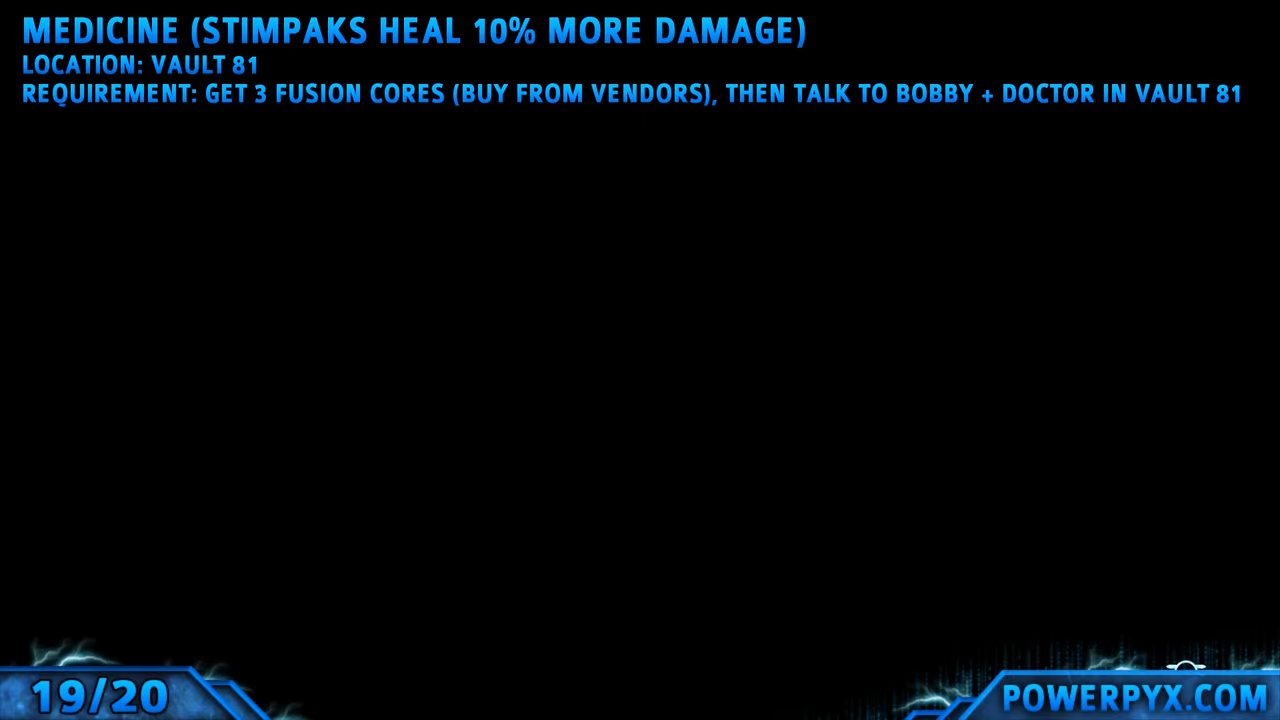 MEDICINE (STIMPAKS HEAL 10% MORE DAMAGE)
LOCATION: VAULT 81
REQUIREMENT: GET 3 FUSION CORES (BUY FROM VENDORS), THEN TALK TO BOBBY + DOCTOR IN VAULT 81
19/20
POWERPYX.COM